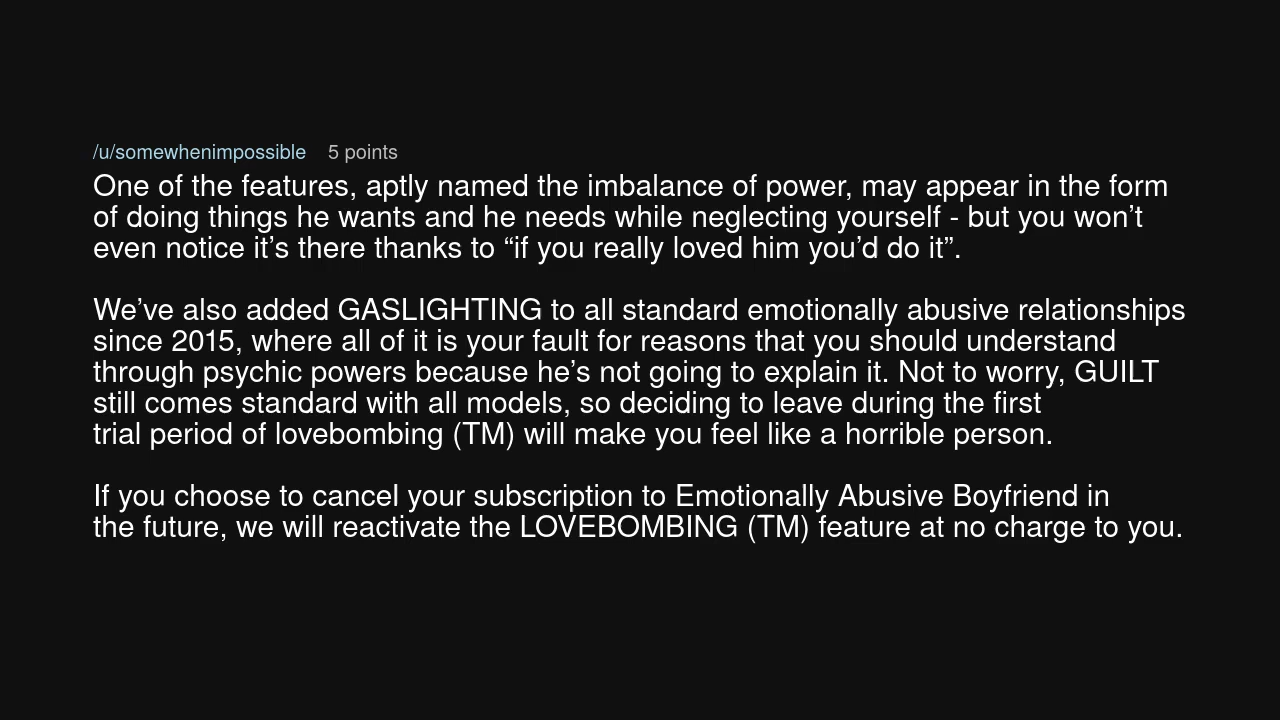 /u/somewhenimpossible 5 points
One of the features, aptly named the imbalance of power, may appear in the form
of doing things he wants and he needs while neglecting yourself - but you won’t
even notice it’s there thanks to “if you really loved him you’d do it”.
We’ve also added GASLIGHTING to all standard emotionally abusive relationships
since 2015, where all of it is your fault for reasons that you should understand
through psychic powers because he’s not going to explain it. Not to worry, GUILT
still comes standard with all models, so deciding to leave during the first
trial period of lovebombing (TM) will make you feel like a horrible person.
If you choose to cancel your subscription to Emotionally Abusive Boyfriend in
the future, we will reactivate the LOVEBOMBING (TM) feature at no charge to you.